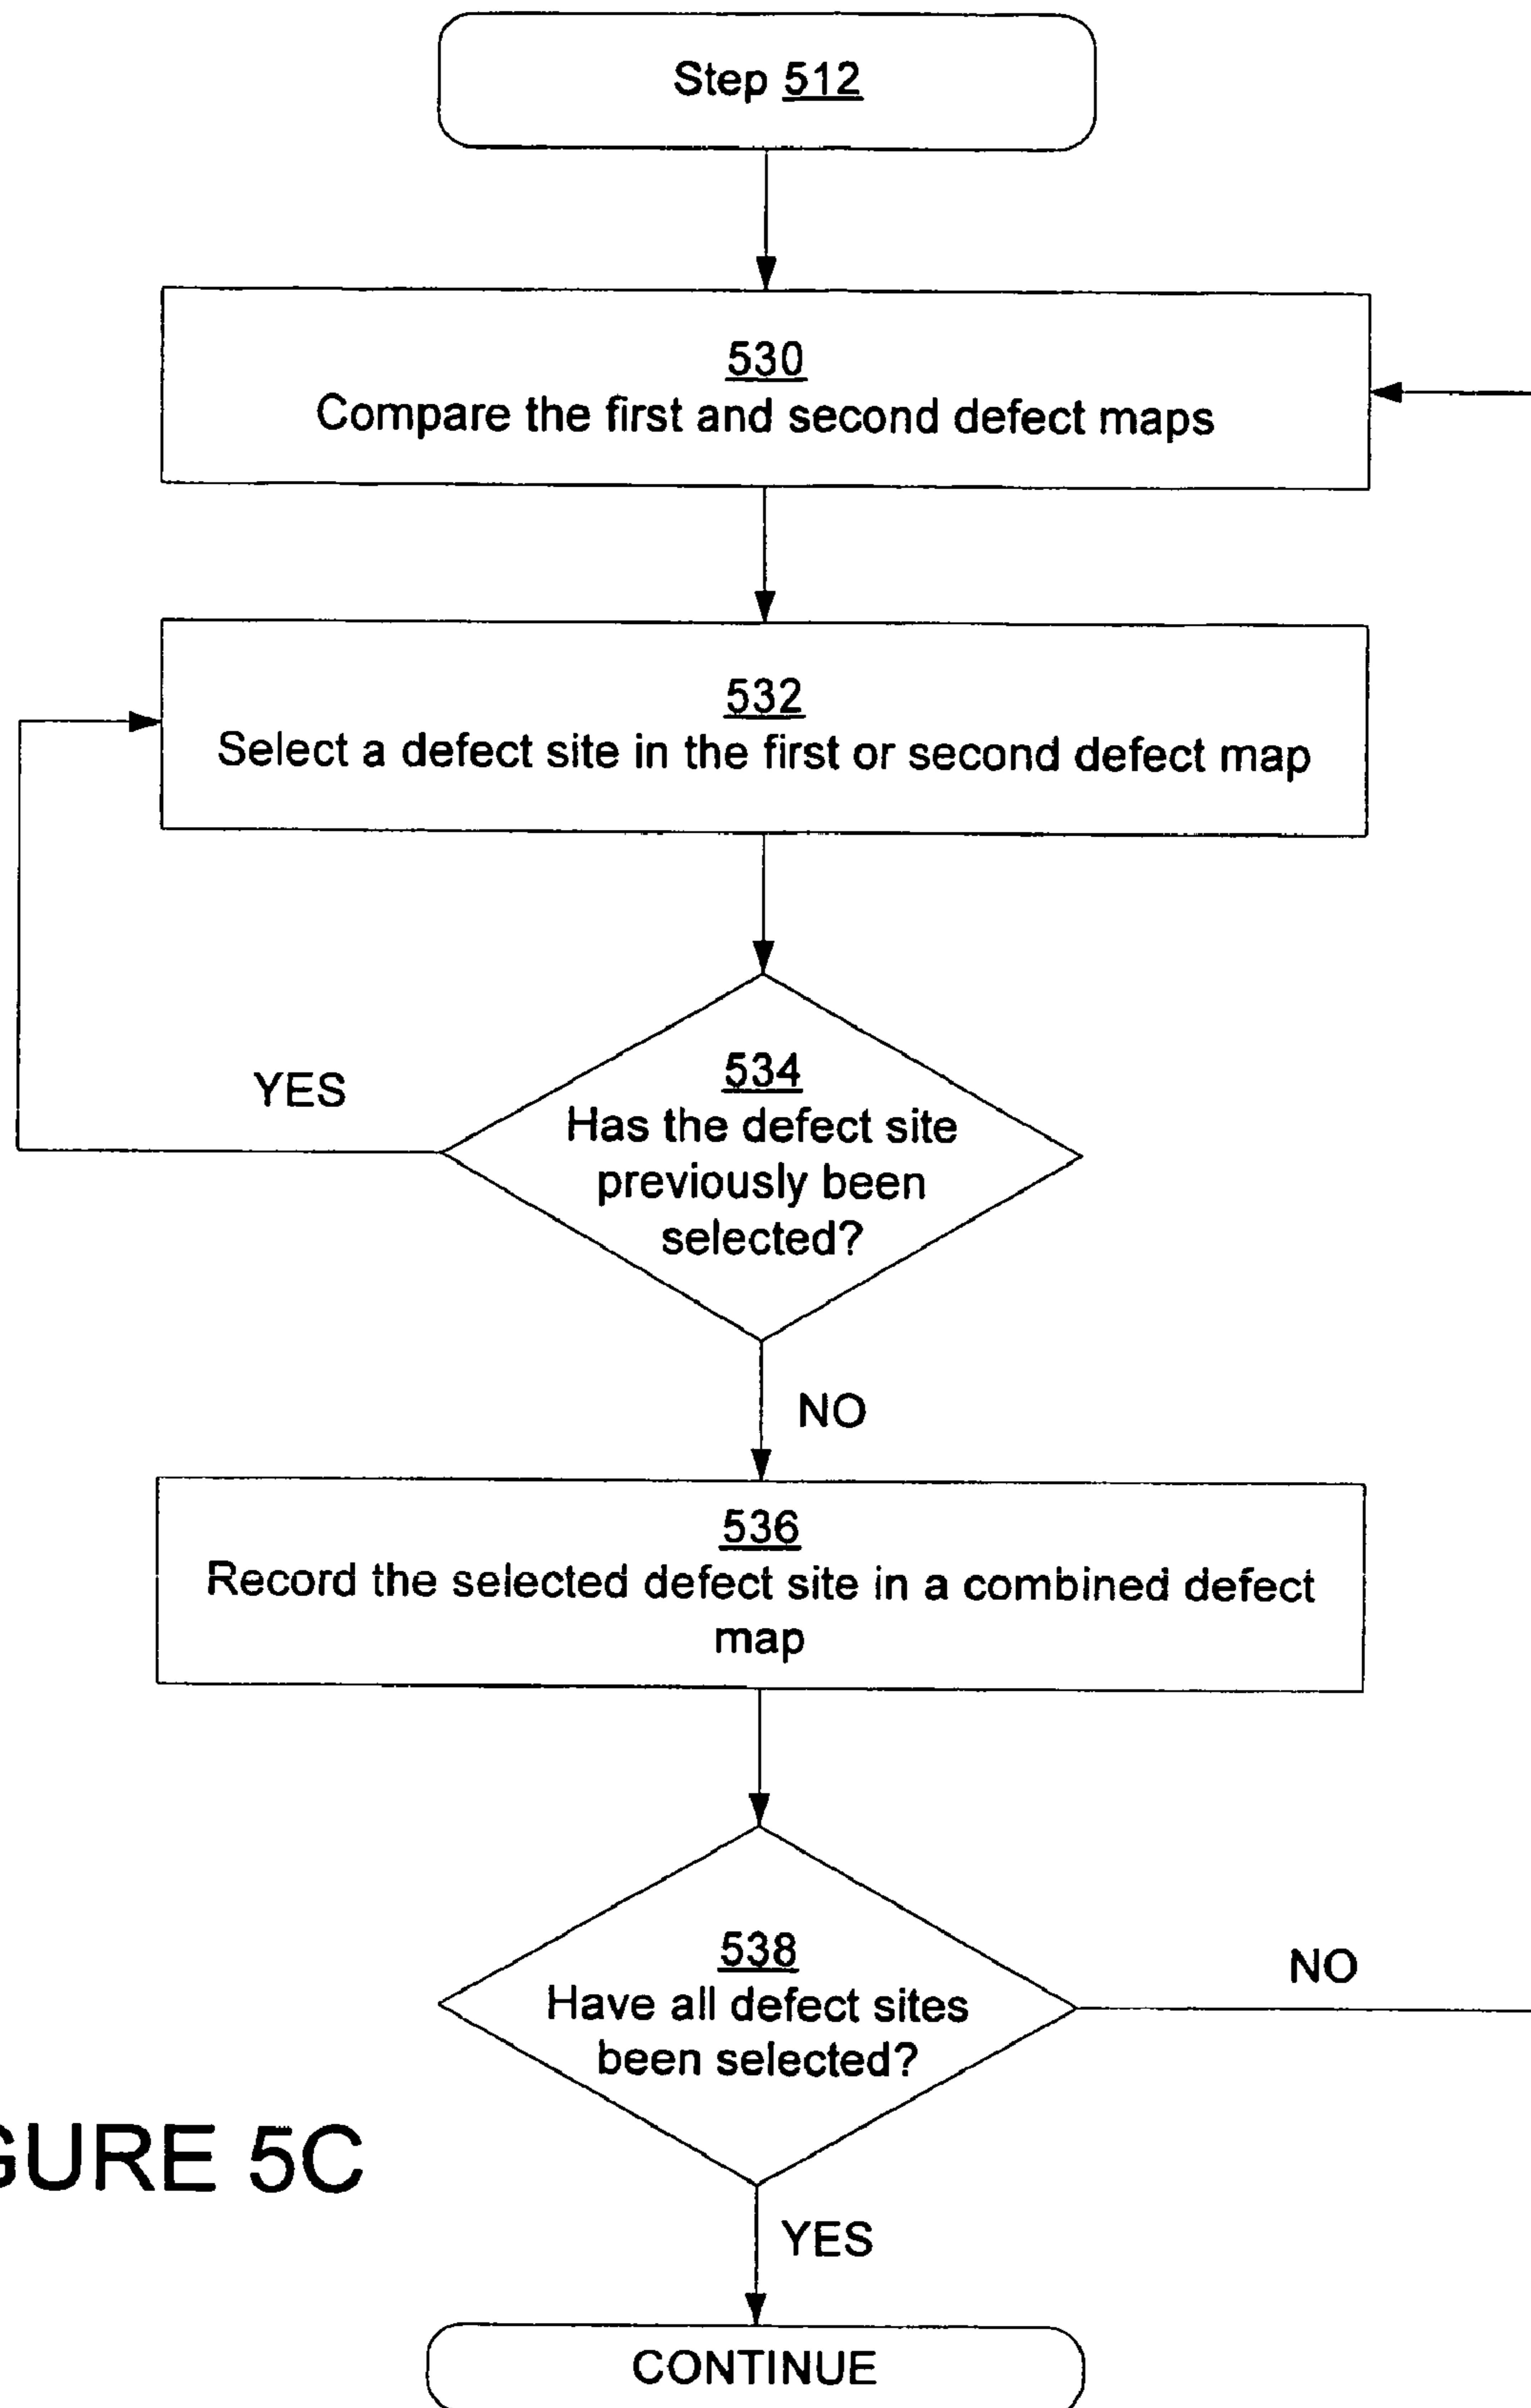 Step 512
530
Compare the first and second defect maps
532
Select a defect site in the first or second defect map
534
Has the defect site
previously been
selected?
YES
NO
536
Record the selected defect site in a combined defect
map
538
Have all defect sites
been selected?
NO
YES
GURE 5C
CONTINUE